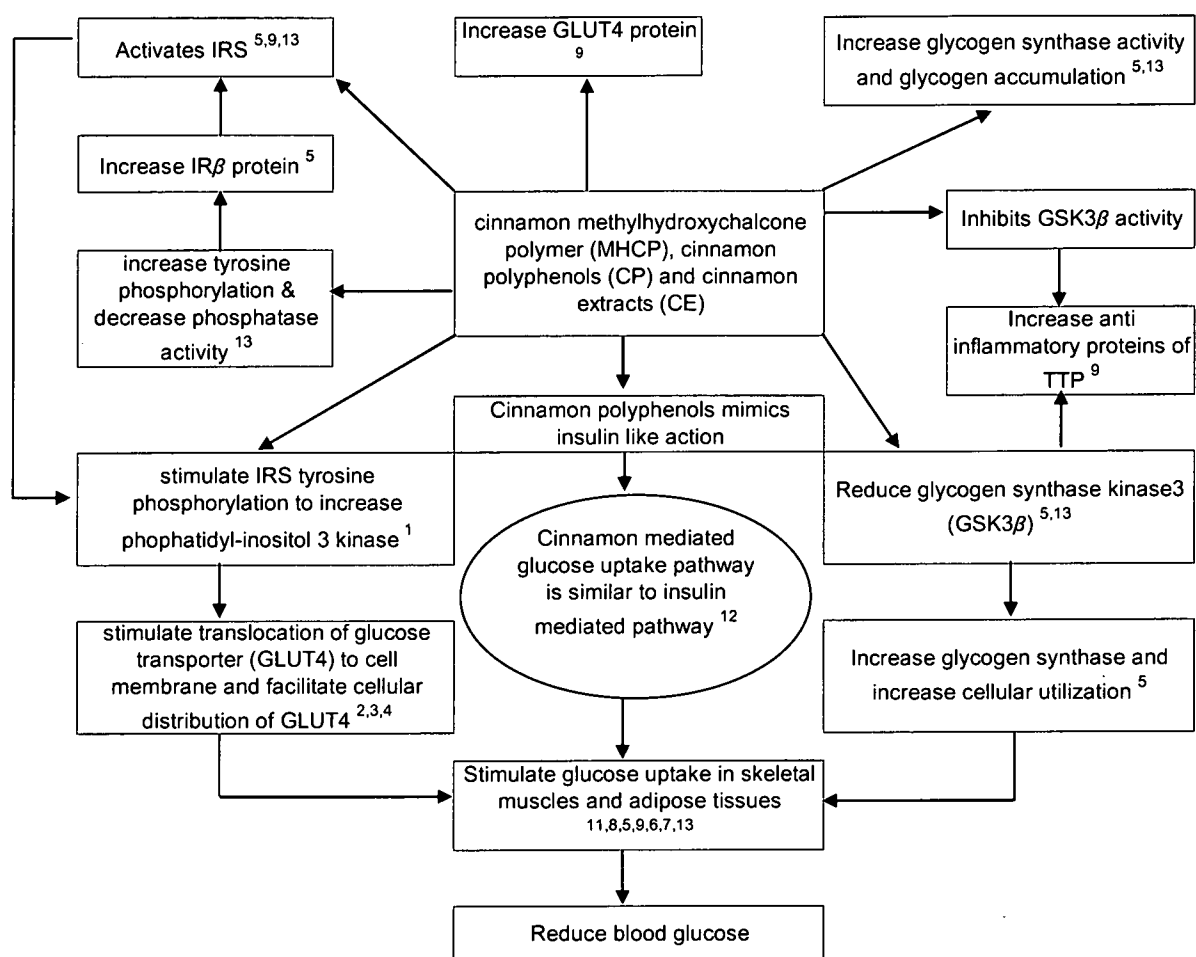 Activates IRS 5,9,13
Increase GLUT4 protein
9
Increase glycogen synthase activity
and glycogen accumulation 5,13
Increase IRβ protein 5
cinnamon methylhydroxychalcone
polymer (MHCP), cinnamon
polyphenols (CP) and cinnamon
extracts (CE)
Inhibits GSK3β activity
increase tyrosine
phosphorylation &
decrease phosphatase
activity 13
Increase anti
inflammatory proteins of
TTP 9
Cinnamon polyphenols mimics
insulin like action
stimulate IRS tyrosine
phosphorylation to increase
phophatidyl-inositol 3 kinase 1
Reduce glycogen synthase kinase3
(GSK3β) 5,13
Cinnamon mediated
glucose uptake pathway
is similar to insulin
mediated pathway 12
stimulate translocation of glucose
transporter (GLUT4) to cell
membrane and facilitate cellular
distribution of GLUT4 2,3,4
Increase glycogen synthase and
increase cellular utilization 5
Stimulate glucose uptake in skeletal
muscles and adipose tissues
11,8,5,9,6,7,13
Reduce blood glucose